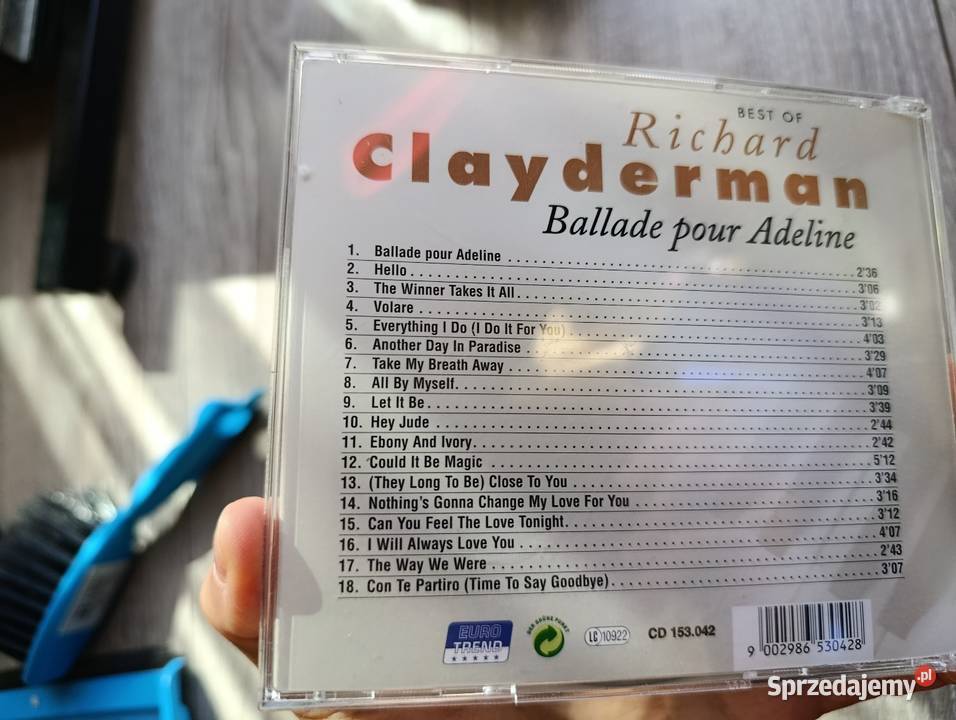 BEST OF
Richard
Clayderman
Ballade pour Adeline
1. Ballade pour Adeline 2'36
2. Hello 3'06
3. The Winner Takes It All 3'02
4. Volare 3'13
5. Everything I Do (I Do It For You) 4'03
6. Another Day In Paradise 3'29
7. Take My Breath Away 4'07
8. All By Myself 3'09
9. Let It Be 3'39
10. Hey Jude 2'44
11. Ebony And Ivory 2'42
12. Could It Be Magic 5'12
13. (They Long To Be) Close To You 3'34
14. Nothing's Gonna Change My Love For You 3'16
15. Can You Feel The Love Tonight 3'12
16. I Will Always Love You 4'07
17. The Way We Were 2'43
18. Con Te Partiro (Time To Say Goodbye) 3'07
EURO
TREND
DER GRÜNE PUNKT
LC 10922
CD 153.042
9 002986 530428
Sprzedajemy.pl